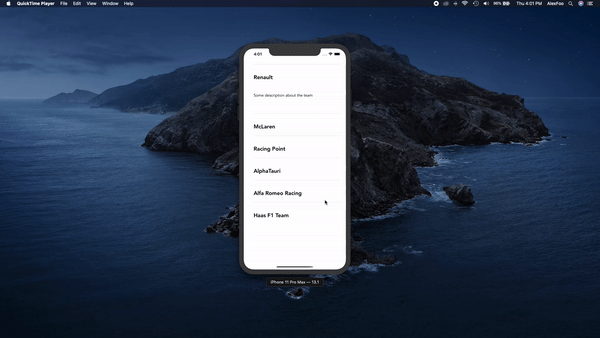 QuickTime Player File Edit View Window Help
Thu 4:01 PM AlexFoo
4:01
Renault
Some description about the team
McLaren
Racing Point
AlphaTauri
Alfa Romeo Racing
Haas F1 Team
iPhone 11 Pro Max — 13.1